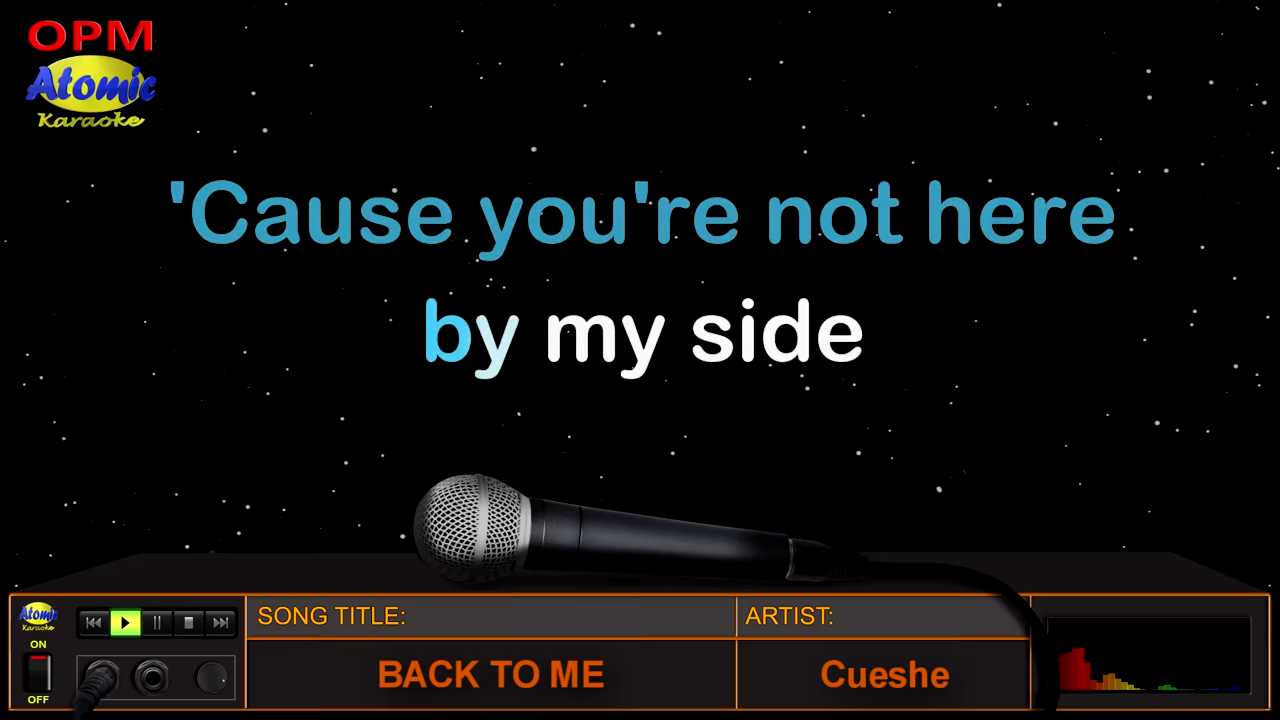 OPM
Atomic
Karaoke
'Cause you're not here
by my side
Atomic
Karaoke
ON
OFF
SONG TITLE:
BACK TO ME
ARTIST:
Cueshe